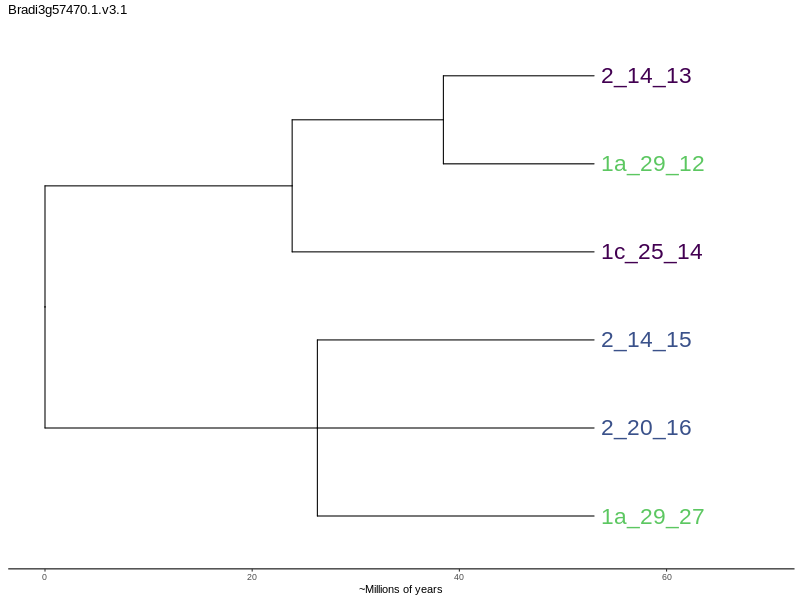 Bradi3g57470.1.v3.1
2_14_13
1a_29_12
1c_25_14
2_14_15
2_20_16
1a_29_27
0 20 40 60
~Millions of years